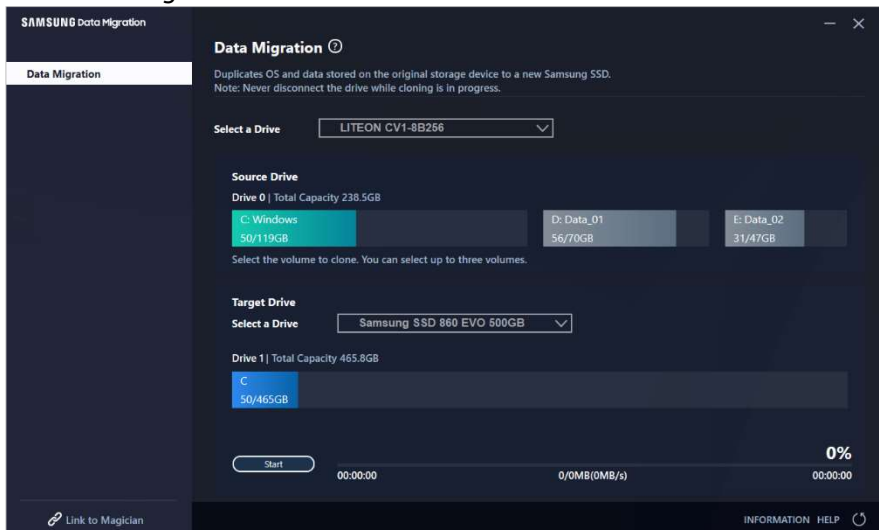 SAMSUNG Data Migration
Data Migration
Data Migration ?
Duplicates OS and data stored on the original storage device to a new Samsung SSD.
Note: Never disconnect the drive while cloning is in progress.
Select a Drive LITEON CV1-8B256
Source Drive
Drive 0 | Total Capacity 238.5GB
C: Windows D: Data_01 E: Data_02
50/119GB 56/70GB 31/47GB
Select the volume to clone. You can select up to three volumes.
Target Drive
Select a Drive Samsung SSD 860 EVO 500GB
Drive 1 | Total Capacity 465.8GB
C
50/465GB
0%
Start
00:00:00 0/0MB(0MB/s) 00:00:00
Link to Magician INFORMATION HELP